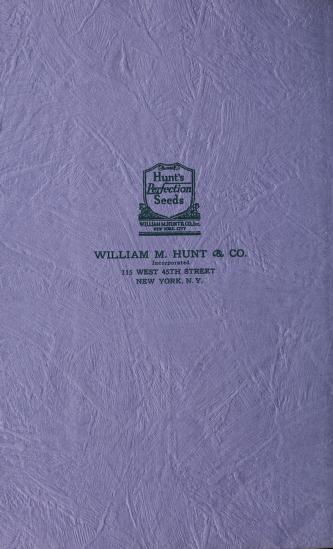 Hunt's
Perfection
Seeds
WILLIAM M. HUNT & CO., Inc.
NEW YORK CITY
WILLIAM M. HUNT & CO.
Incorporated
115 WEST 45TH STREET
NEW YORK, N. Y.